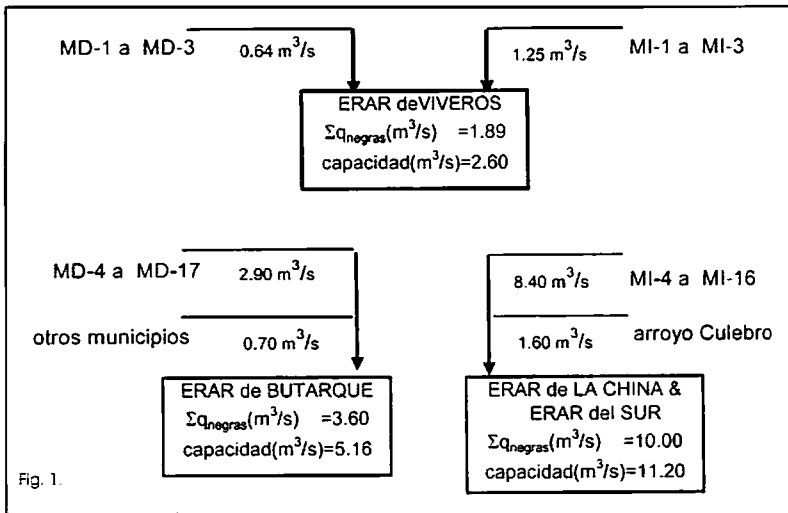 MD-1 a MD-3 0.64 m³/s 1.25 m³/s MI-1 a MI-3
ERAR deVIVEROS
Σqnegras(m³/s) =1.89
capacidad(m³/s)=2.60
MD-4 a MD-17 2.90 m³/s 8.40 m³/s MI-4 a MI-16
otros municipios 0.70 m³/s 1.60 m³/s arroyo Culebro
ERAR de BUTARQUE
Σqnegras(m³/s) =3.60
capacidad(m³/s)=5.16
ERAR de LA CHINA &
ERAR del SUR
Σqnegras(m³/s) =10.00
capacidad(m³/s)=11.20
Fig. 1.